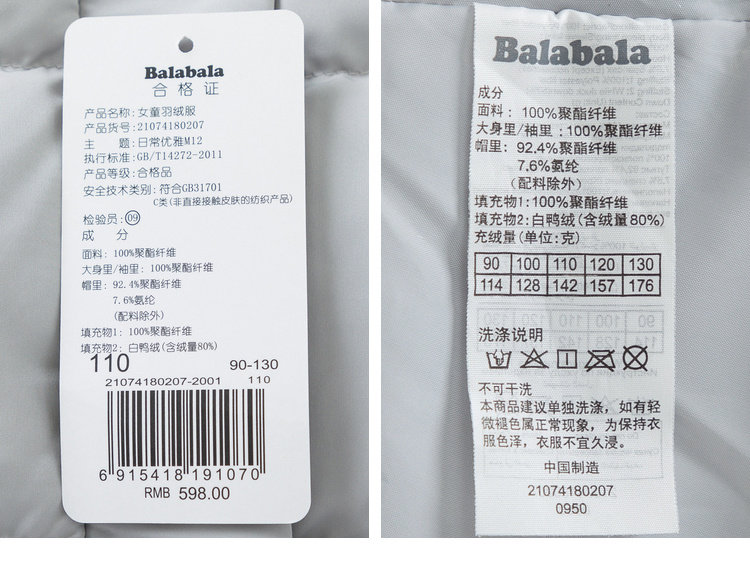 Balabala
合格证
产品名称: 女童羽绒服
产品货号: 21074180207
主 题: 日常优雅M12
执行标准: GB/T14272-2011
产品等级: 合格品
安全技术类别: 符合GB31701
C类(非直接接触皮肤的纺织产品)
检验员: 09
成 分
面料: 100%聚酯纤维
大身里/袖里: 100%聚酯纤维
帽里: 92.4%聚酯纤维
7.6%氨纶
(配料除外)
填充物1: 100%聚酯纤维
填充物2: 白鸭绒(含绒量80%)
110 90-130
21074180207-2001 110
6 915418 191070
RMB 598.00
Balabala
成分
面料: 100%聚酯纤维
大身里/袖里: 100%聚酯纤维
帽里: 92.4%聚酯纤维
7.6%氨纶
(配料除外)
填充物1: 100%聚酯纤维
填充物2: 白鸭绒(含绒量80%)
充绒量(单位: 克)
90 100 110 120 130
114 128 142 157 176
洗涤说明
不可干洗
本商品建议单独洗涤, 如有轻
微褪色属正常现象, 为保持衣
服色泽, 衣服不宜久浸。
中国制造
21074180207
0950